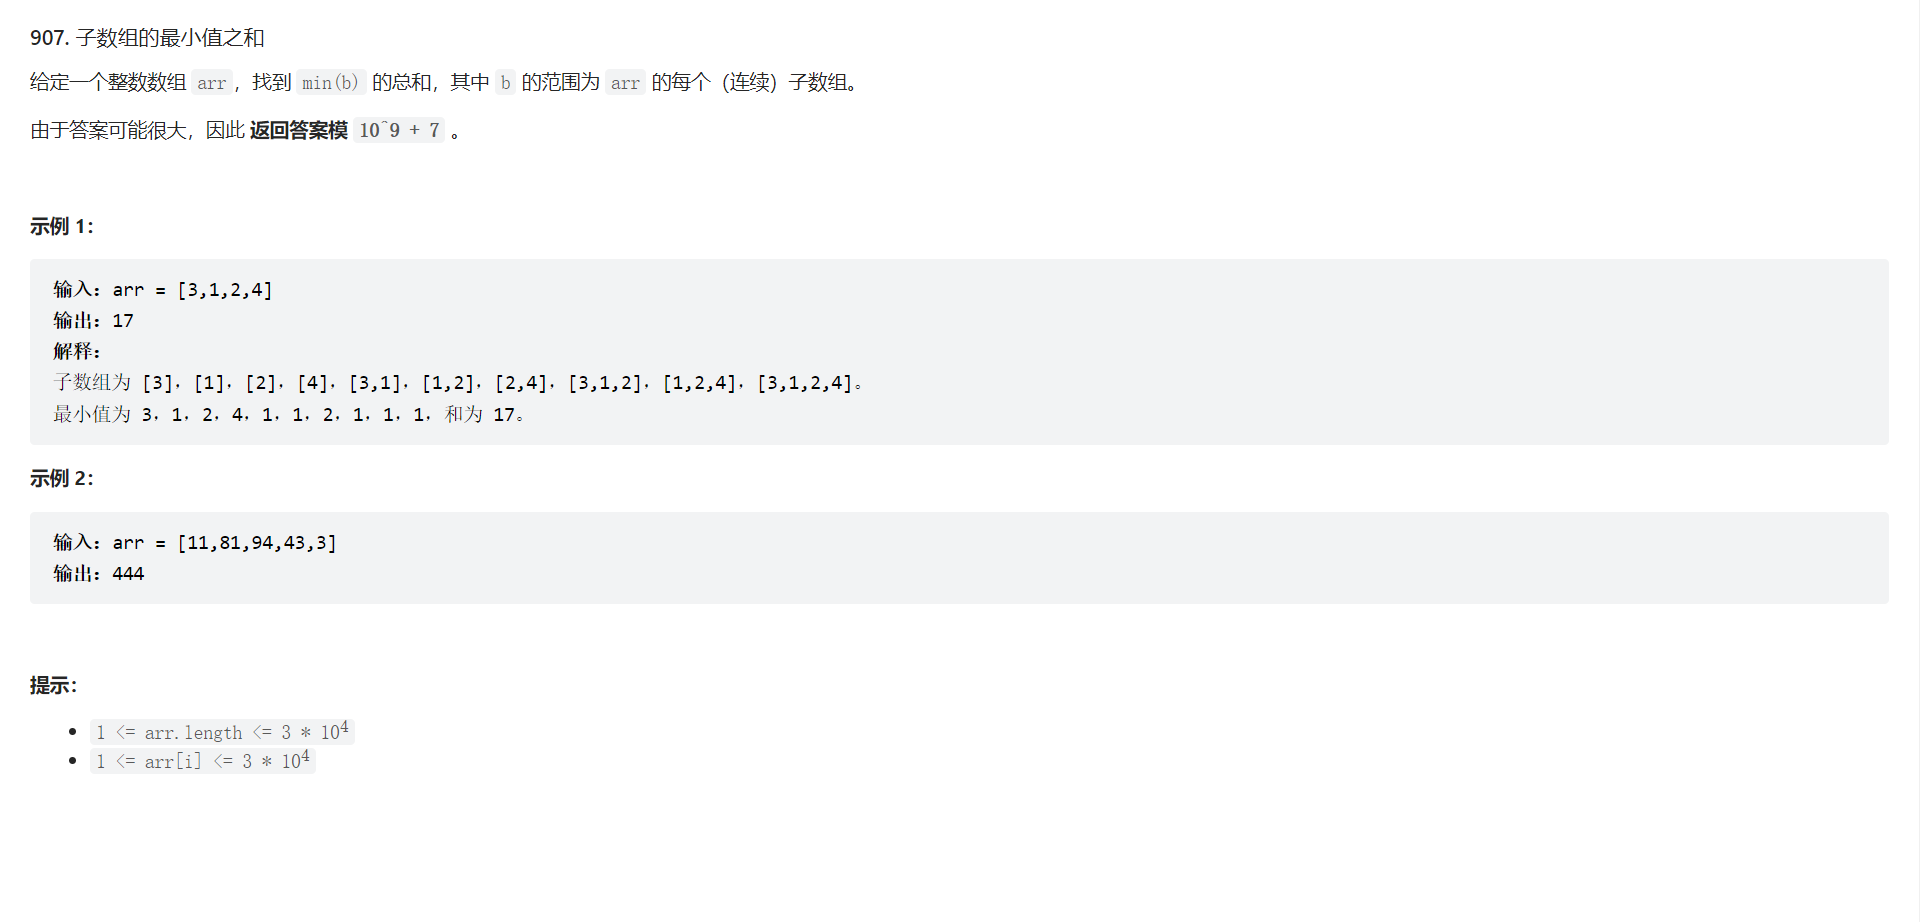 907. 子数组的最小值之和
给定一个整数数组 arr，找到 min(b) 的总和，其中 b 的范围为 arr 的每个（连续）子数组。
由于答案可能很大，因此 返回答案模 10^9 + 7 。
示例 1：
输入：arr = [3,1,2,4]
输出：17
解释：
子数组为 [3]，[1]，[2]，[4]，[3,1]，[1,2]，[2,4]，[3,1,2]，[1,2,4]，[3,1,2,4]。
最小值为 3，1，2，4，1，1，2，1，1，1，和为 17。
示例 2：
输入：arr = [11,81,94,43,3]
输出：444
提示：
1 <= arr.length <= 3 * 10⁴
1 <= arr[i] <= 3 * 10⁴